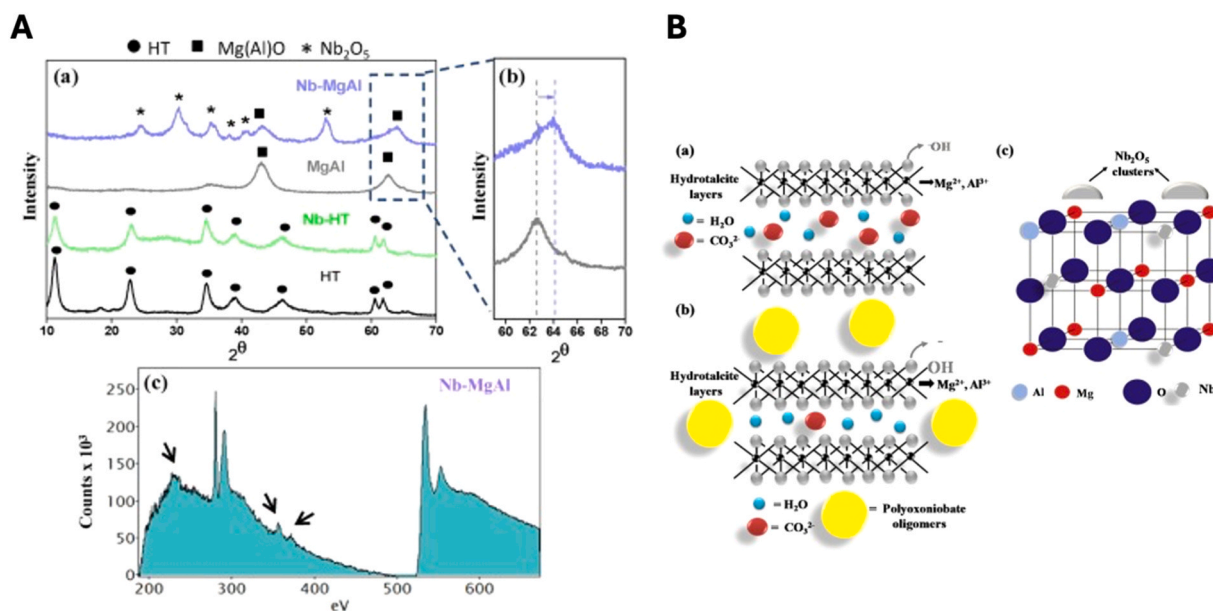 A
● HT ■ Mg(Al)O * Nb₂O₅
(a)
Nb-MgAl
MgAl
Nb-HT
HT
Intensity
10 20 30 40 50 60 70
2θ
(b)
Intensity
60 62 64 66 68 70
2θ
(c)
Nb-MgAl
Counts x 10³
250
200
150
100
50
0
200 300 400 500 600
eV
B
(a)
⁻OH
Hydrotalcite
layers
Mg²⁺, Al³⁺
= H₂O
= CO₃²⁻
(b)
-
OH
Hydrotalcite
layers
Mg²⁺, Al³⁺
= H₂O
= CO₃²⁻
= Polyoxoniobate
oligomers
(c)
Nb₂O₅
clusters
Al Mg O Nb